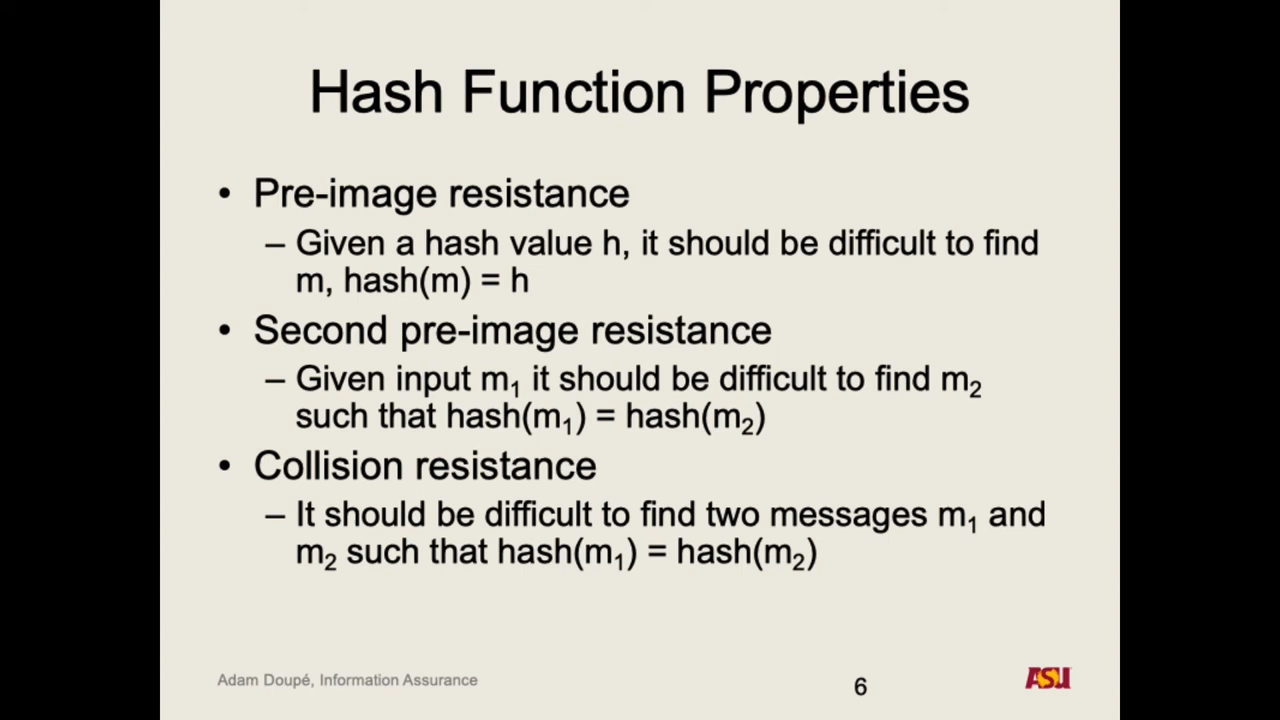 Hash Function Properties
• Pre-image resistance
– Given a hash value h, it should be difficult to find
m, hash(m) = h
• Second pre-image resistance
– Given input m₁ it should be difficult to find m₂
such that hash(m₁) = hash(m₂)
• Collision resistance
– It should be difficult to find two messages m₁ and
m₂ such that hash(m₁) = hash(m₂)
Adam Doupé, Information Assurance
6
ASU